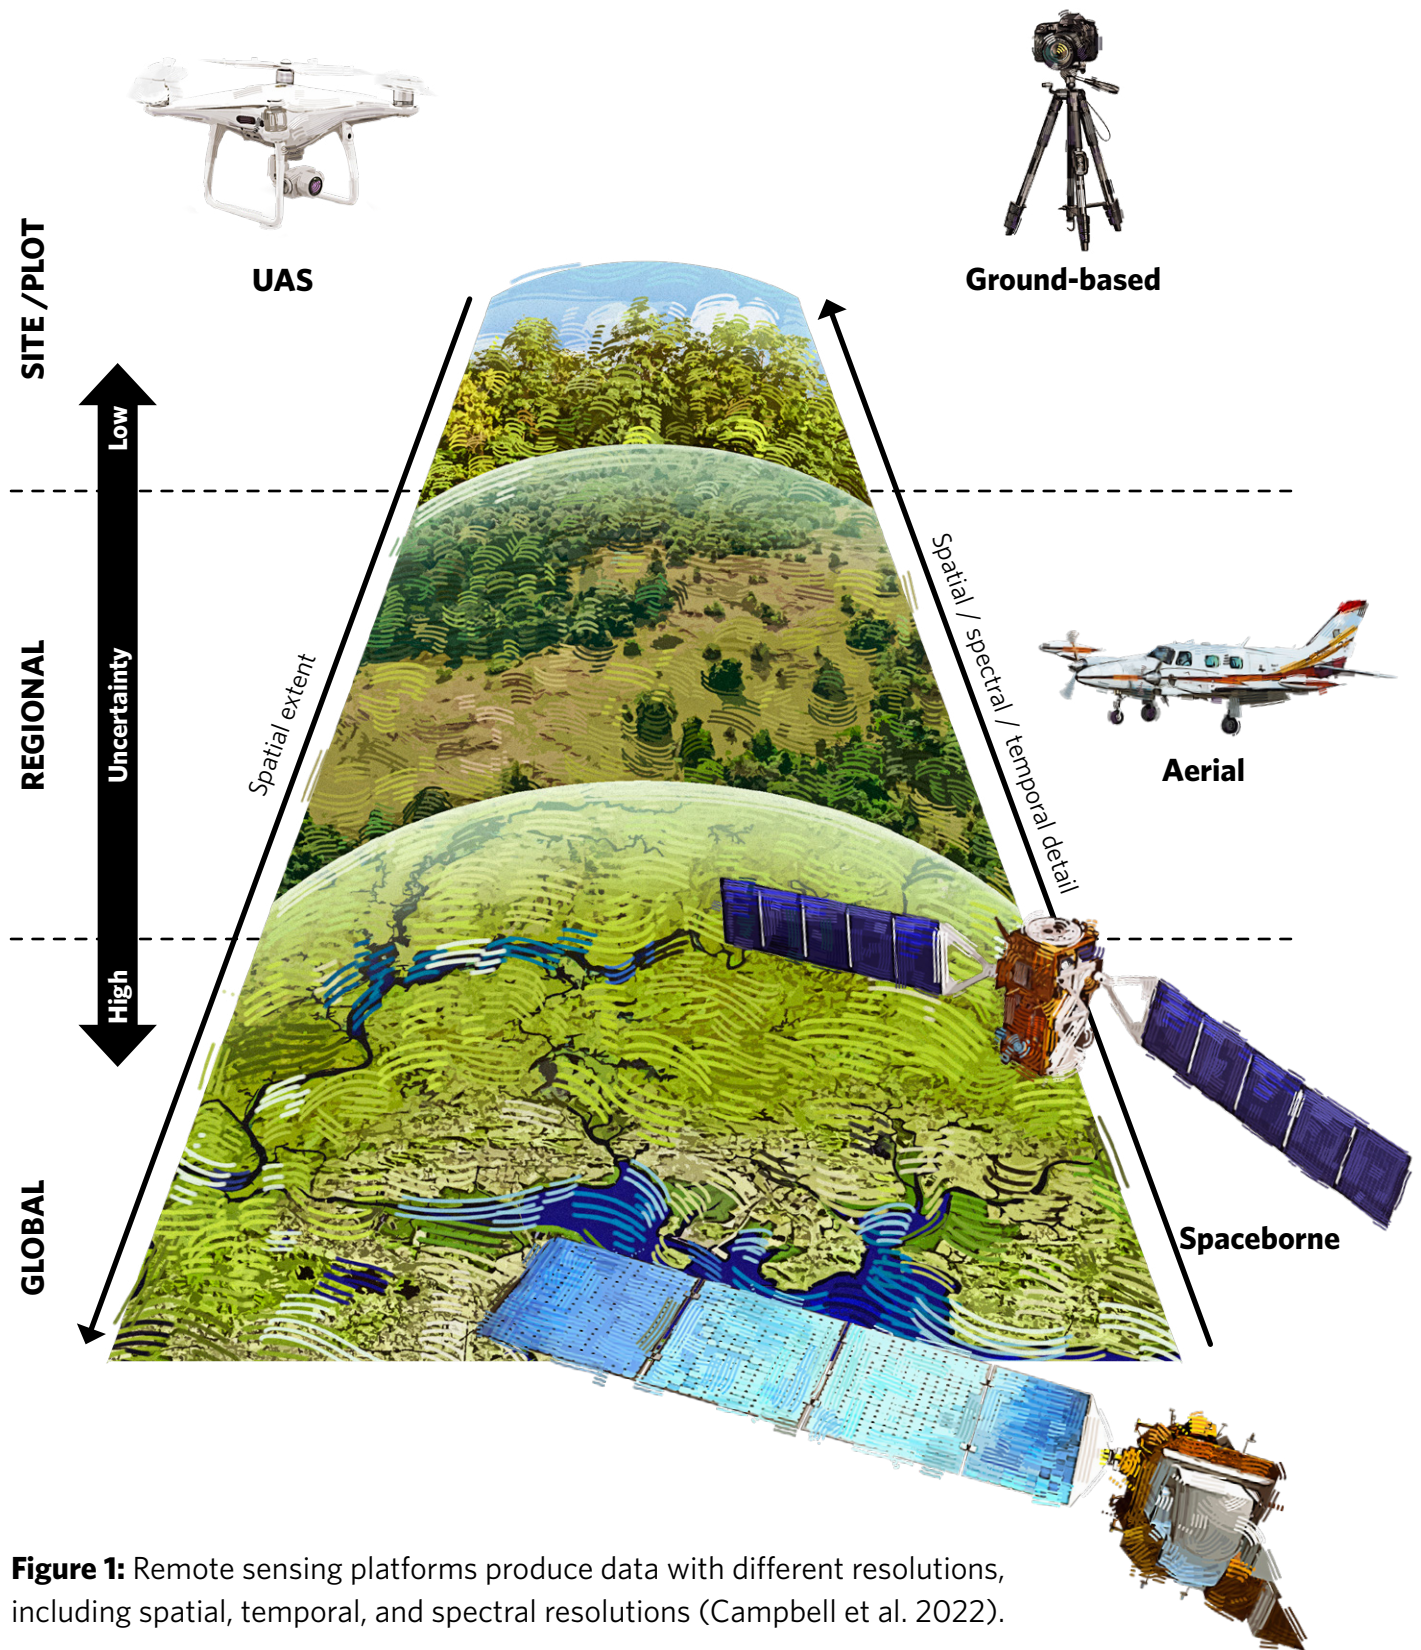 UAS
Ground-based
SITE /PLOT
Low
Uncertainty
High
REGIONAL
GLOBAL
Spatial extent
Spatial / spectral / temporal detail
Aerial
Spaceborne
Figure 1: Remote sensing platforms produce data with different resolutions,
including spatial, temporal, and spectral resolutions (Campbell et al. 2022).